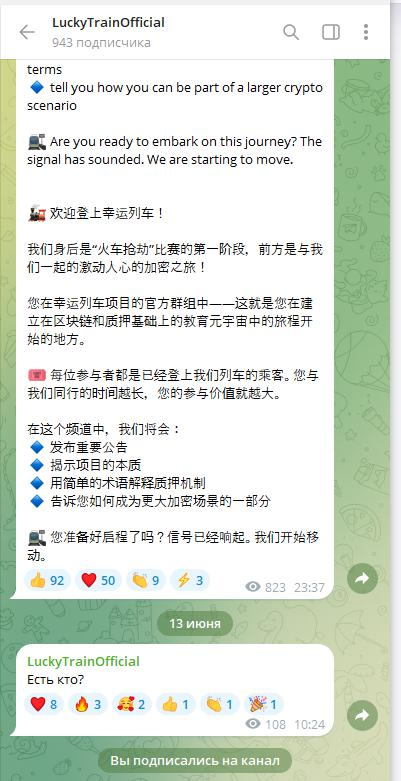 LuckyTrainOfficial
943 подписчика
terms
tell you how you can be part of a larger crypto
scenario
Are you ready to embark on this journey? The
signal has sounded. We are starting to move.
欢迎登上幸运列车！
我们身后是“火车抢劫”比赛的第一阶段，前方是与我
们一起的激动人心的加密之旅！
您在幸运列车项目的官方群组中——这就是您在建
立在区块链和质押基础上的教育元宇宙中的旅程开
始的地方。
每位参与者都是已经登上我们列车的乘客。您与
我们同行的时间越长，您的参与价值就越大。
在这个频道中，我们将会：
发布重要公告
揭示项目的本质
用简单的术语解释质押机制
告诉您如何成为更大加密场景的一部分
您准备好启程了吗？信号已经响起。我们开始移
动。
92 50 9 3
823 23:37
13 июня
LuckyTrainOfficial
Есть кто?
8 3 2 1 1 1
108 10:24
Вы подписались на канал